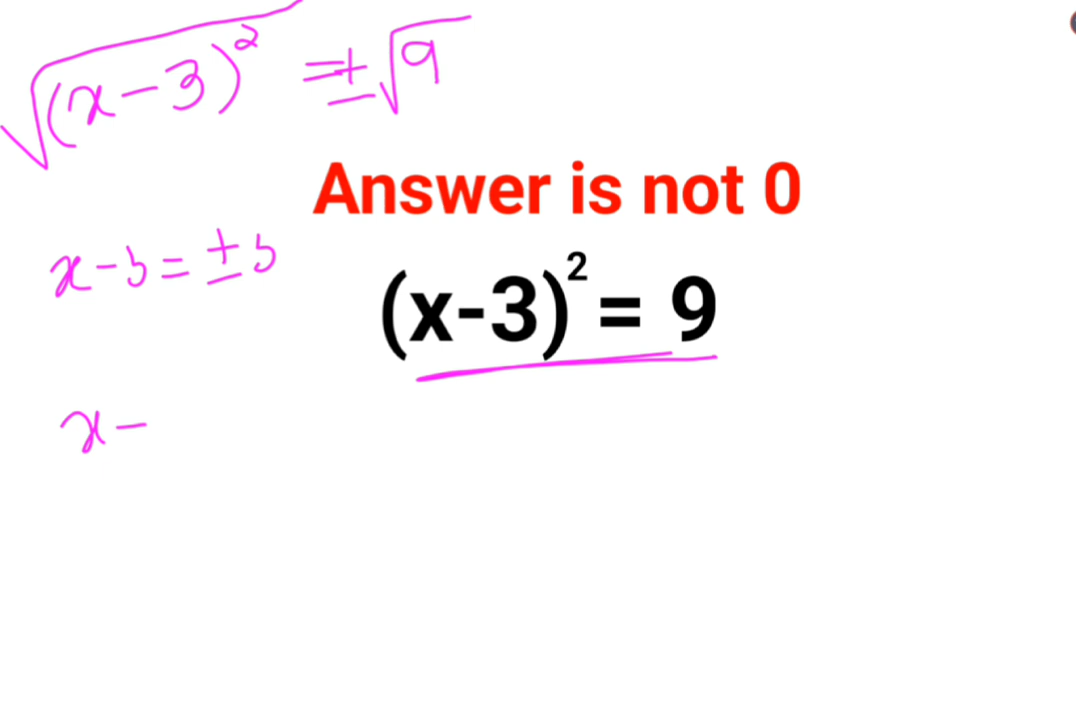 √(x-3)² = ±√9
Answer is not 0
x-3 = ±3
(x-3)² = 9
x-